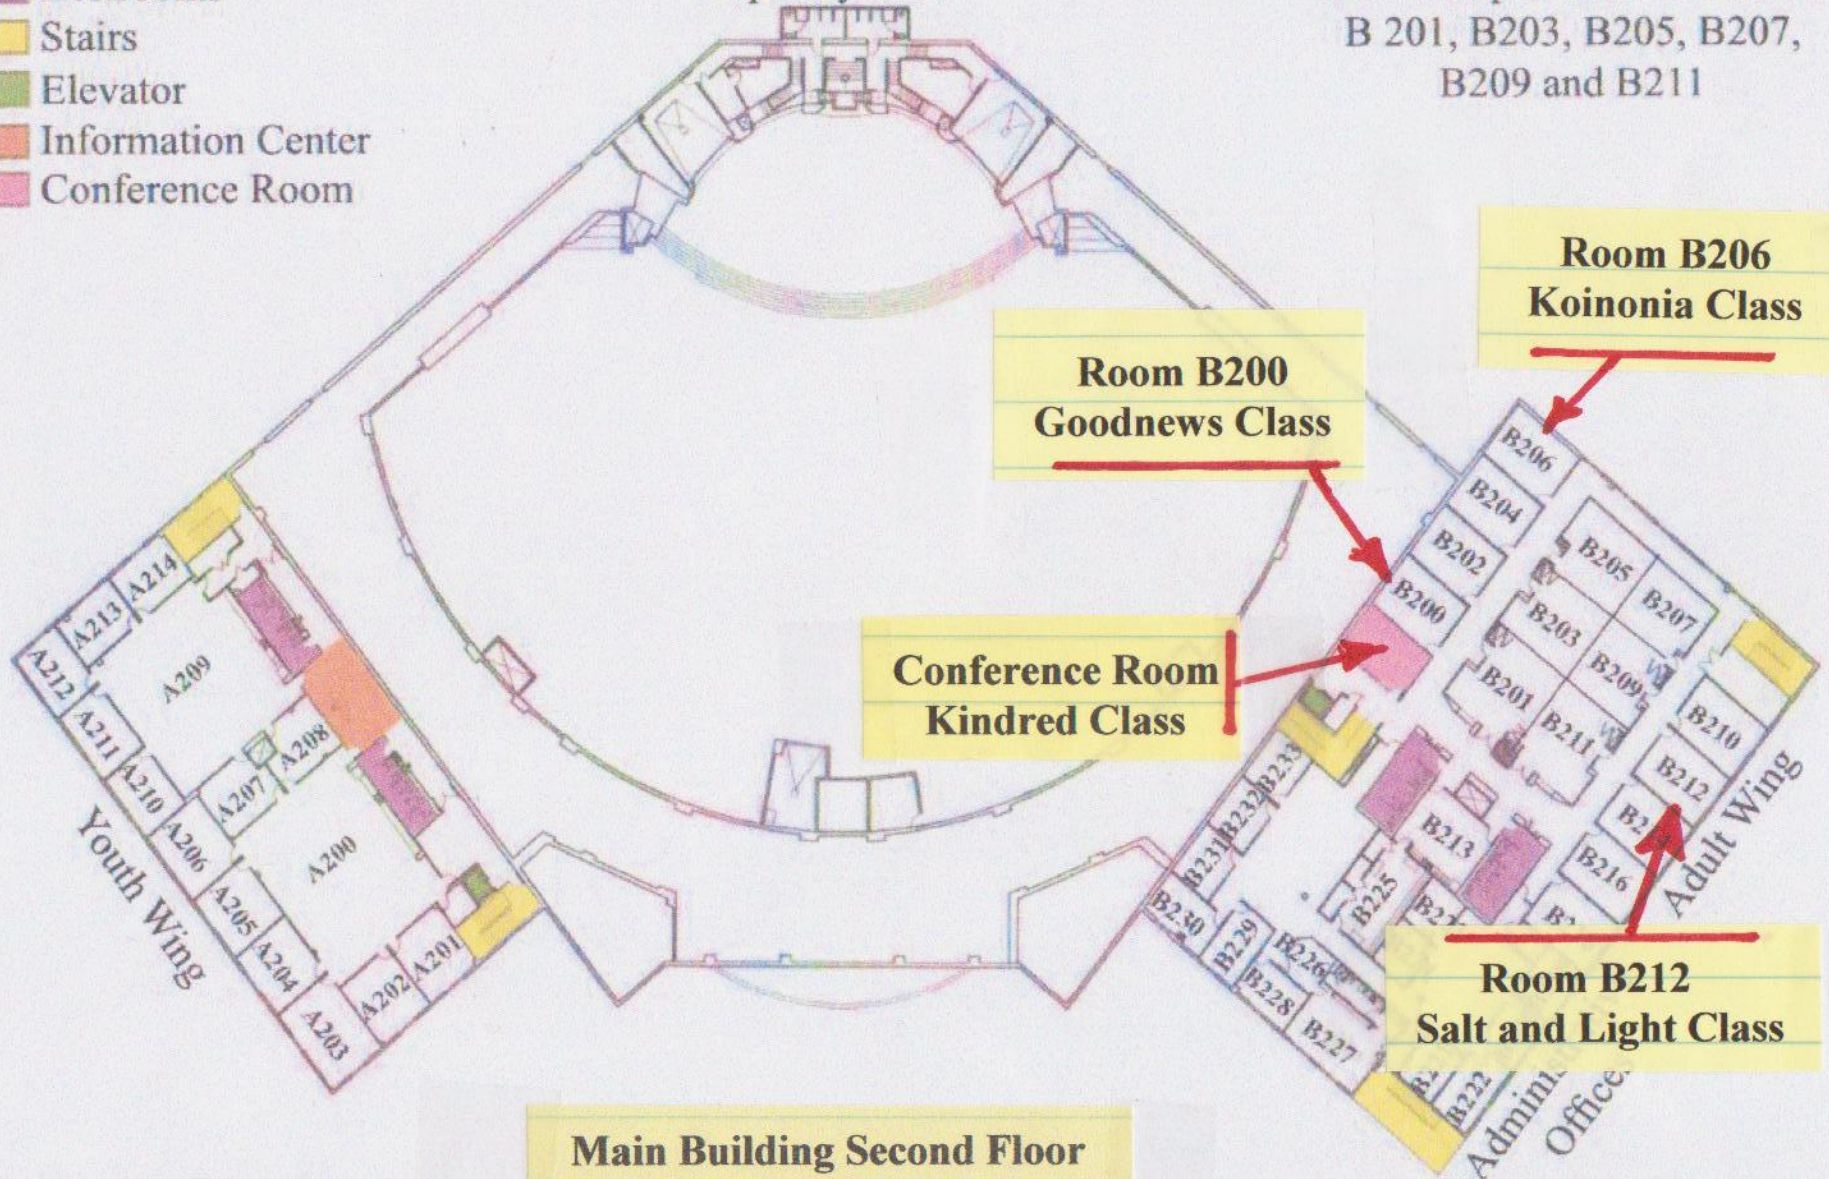 Stairs
Elevator
Information Center
Conference Room
B 201, B203, B205, B207,
B209 and B211
Room B206
Koinonia Class
Room B200
Goodnews Class
Conference Room
Kindred Class
Room B212
Salt and Light Class
Main Building Second Floor
Youth Wing
Adult Wing
A214
A213
A212
A209
A211
A208
A210
A207
A206
A200
A205
A204
A201
A202
A203
B206
B204
B202
B200
B205
B207
B203
B209
B201
B211
B210
B212
B213
B216
B225
B233
B232
B231
B230
B229
B226
B228
B227
B222